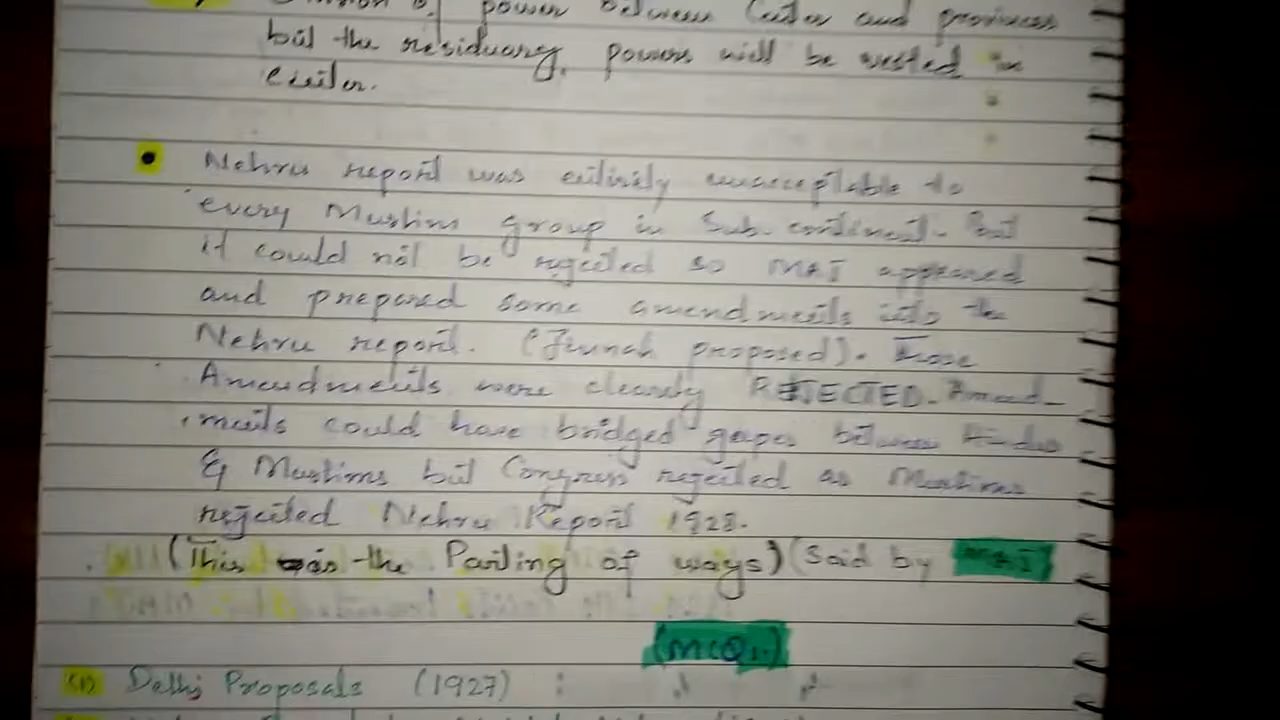 Division of power between Center and provinces
but the residuary, powers will be vested in
Center.
• Nehru report was entirely unacceptable to
every Muslim group in Sub-continent. But
it could not be rejected so MAJ appeared
and prepared some amendments into the
Nehru report. (Jinnah proposed). Those
Amendments were clearly REJECTED. Amend-
ments could have bridged gapes between Hindus
& Muslims but Congress rejected as Muslims
rejected Nehru Report 1928.
(This is the Parting of ways) (Said by MAJ
(MCQ:)
(1) Delhi Proposals (1927) :